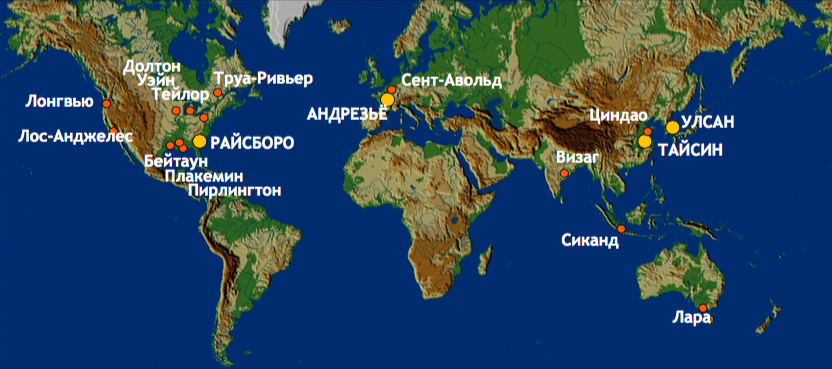 Долтон
Уэйн
Тейлор
Труа-Ривьер
Лонгвью
Лос-Анджелес
РАЙСБОРО
Бейтаун
Плакемин
Пирлингтон
Сент-Авольд
АНДРЕЗЬЁ
Циндао
УЛСАН
ТАЙСИН
Визаг
Сиканд
Лара